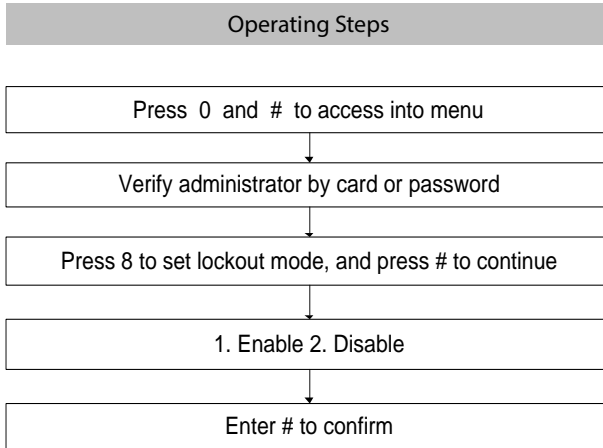 Operating Steps
Press 0 and # to access into menu
Verify administrator by card or password
Press 8 to set lockout mode, and press # to continue
1. Enable 2. Disable
Enter # to confirm